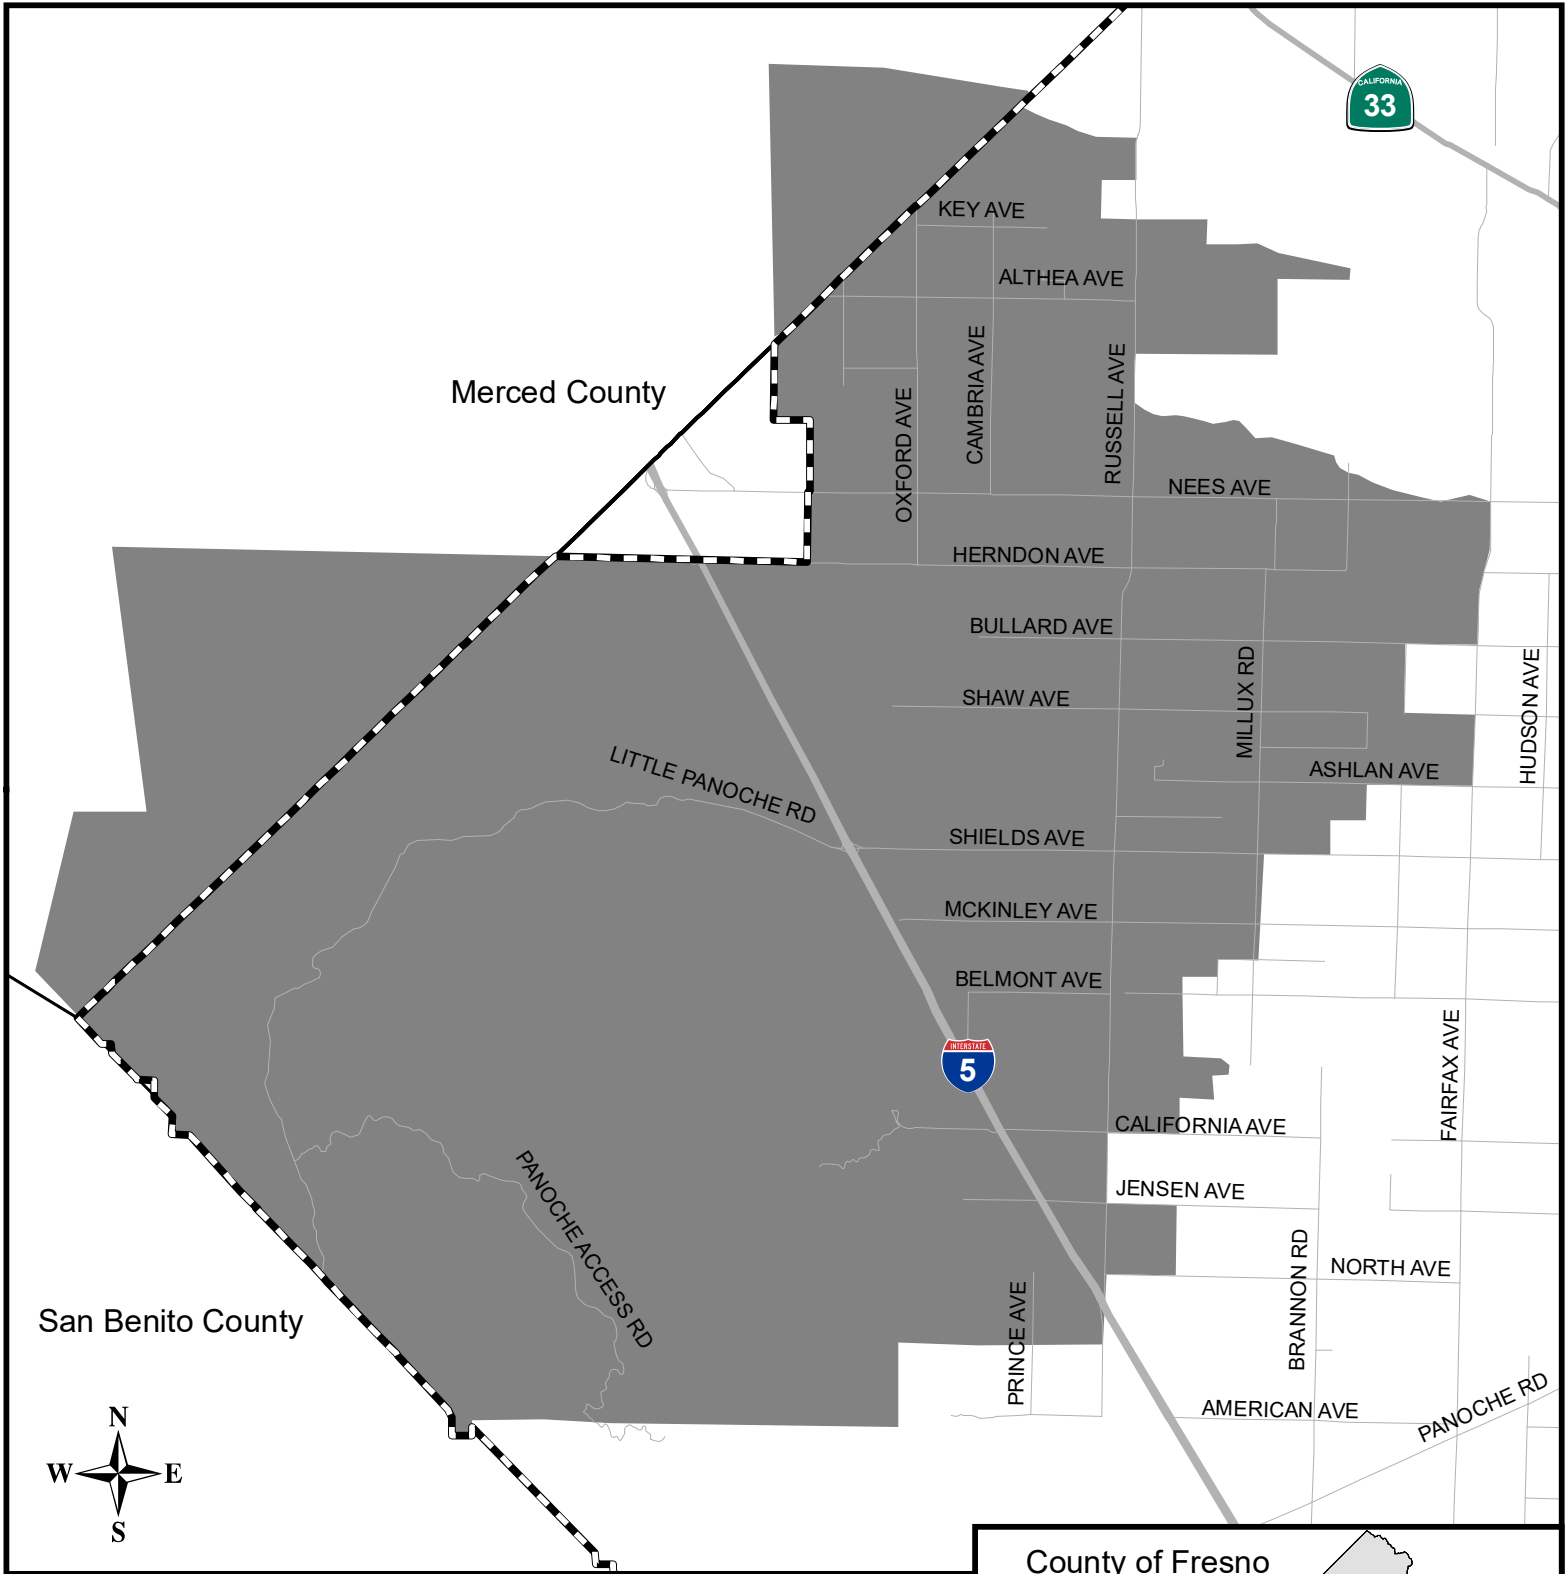 CALIFORNIA
33
KEY AVE
ALTHEA AVE
CAMBRIA AVE
RUSSELL AVE
Merced County
OXFORD AVE
NEES AVE
HERNDON AVE
BULLARD AVE
MILLUX RD
HUDSON AVE
SHAW AVE
LITTLE PANOCHE RD
ASHLAN AVE
SHIELDS AVE
MCKINLEY AVE
BELMONT AVE
FAIRFAX AVE
INTERSTATE
5
CALIFORNIA AVE
PANOCHE ACCESS RD
JENSEN AVE
BRANNON RD
NORTH AVE
PRINCE AVE
San Benito County
PANOCHE RD
AMERICAN AVE
N
W E
S
County of Fresno